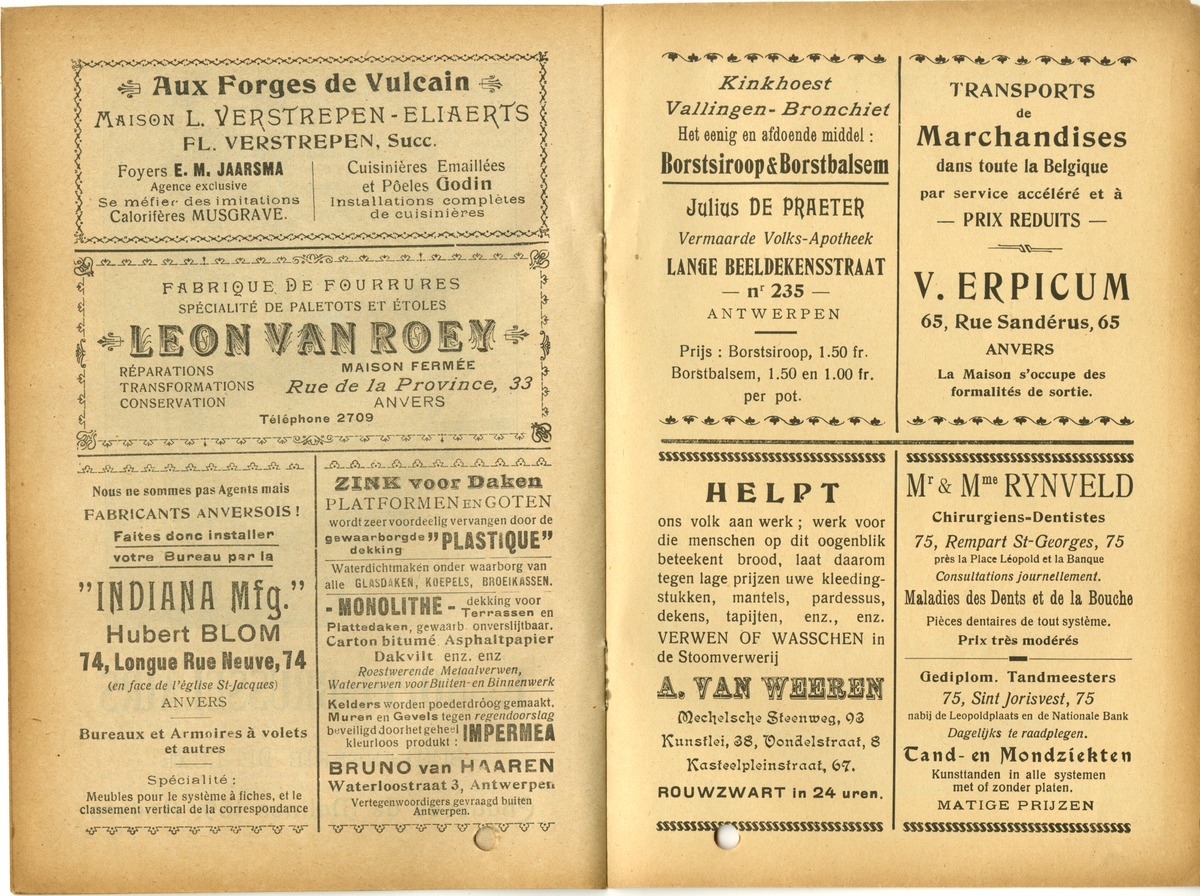 Aux Forges de Vulcain
MAISON L. VERSTREPEN - ELIAERTS
FL. VERSTREPEN, Succ.
Foyers E. M. JAARSMA
Agence exclusive
Se méfier des imitations
Calorifères MUSGRAVE.
Cuisinières Emaillées
et Pôeles Godin
Installations complètes
de cuisinières
FABRIQUE DE FOURRURES
SPÉCIALITÉ DE PALETOTS ET ÉTOLES
LEON VAN ROEY
RÉPARATIONS
TRANSFORMATIONS
CONSERVATION
MAISON FERMÉE
Rue de la Province, 33
ANVERS
Téléphone 2709
Nous ne sommes pas Agents mais
FABRICANTS ANVERSOIS !
Faites donc installer
votre Bureau par la
"INDIANA Mfg."
Hubert BLOM
74, Longue Rue Neuve, 74
(en face de l'église St-Jacques)
ANVERS
Bureaux et Armoires à volets
et autres
Spécialité :
Meubles pour le système à fiches, et le
classement vertical de la correspondance
ZINK voor Daken
PLATFORMEN EN GOTEN
wordt zeer voordeelig vervangen door de
gewaarborgde dekking "PLASTIQUE"
Waterdichtmaken onder waarborg van
alle GLASDAKEN, KOEPELS, BROEIKASSEN.
- MONOLITHE - dekking voor Terrassen en
Plattedaken, gewaarb. onverslijtbaar.
Carton bitumé Asphaltpapier
Dakvilt enz. enz
Roestwerende Metaalverwen,
Waterverwen voor Buiten- en Binnenwerk
Kelders worden poederdröog gemaakt.
Muren en Gevels tegen regendoorslag
beveiligd door het geheel
kleurloos produkt : IMPERMEA
BRUNO van HAAREN
Waterloostraat 3, Antwerpen
Vertegenwoordigers gevraagd buiten
Antwerpen.
Kinkhoest
Vallingen - Bronchiet
Het eenig en afdoende middel :
Borstsiroop & Borstbalsem
Julius DE PRAETER
Vermaarde Volks-Apotheek
LANGE BEELDEKENSSTRAAT
— nr 235 —
ANTWERPEN
Prijs : Borstsiroop, 1.50 fr.
Borstbalsem, 1.50 en 1.00 fr.
per pot.
TRANSPORTS
de
Marchandises
dans toute la Belgique
par service accéléré et à
— PRIX REDUITS —
V. ERPICUM
65, Rue Sandérus, 65
ANVERS
La Maison s'occupe des
formalités de sortie.
HELPT
ons volk aan werk ; werk voor
die menschen op dit oogenblik
beteekent brood, laat daarom
tegen lage prijzen uwe kleeding-
stukken, mantels, pardessus,
dekens, tapijten, enz., enz.
VERWEN OF WASSCHEN in
de Stoomverwerij
A. VAN WEEREN
Mechelsche Steenweg, 93
Kunstlei, 38, Vondelstraat, 8
Kasteelpleinstraat, 67.
ROUWZWART in 24 uren.
Mr & Mme RYNVELD
Chirurgiens-Dentistes
75, Rempart St-Georges, 75
près la Place Léopold et la Banque
Consultations journellement.
Maladies des Dents et de la Bouche
Pièces dentaires de tout système.
Prix très modérés
Gediplom. Tandmeesters
75, Sint Jorisvest, 75
nabij de Leopoldplaats en de Nationale Bank
Dagelijks te raadplegen.
Tand- en Mondziekten
Kunsttanden in alle systemen
met of zonder platen.
MATIGE PRIJZEN